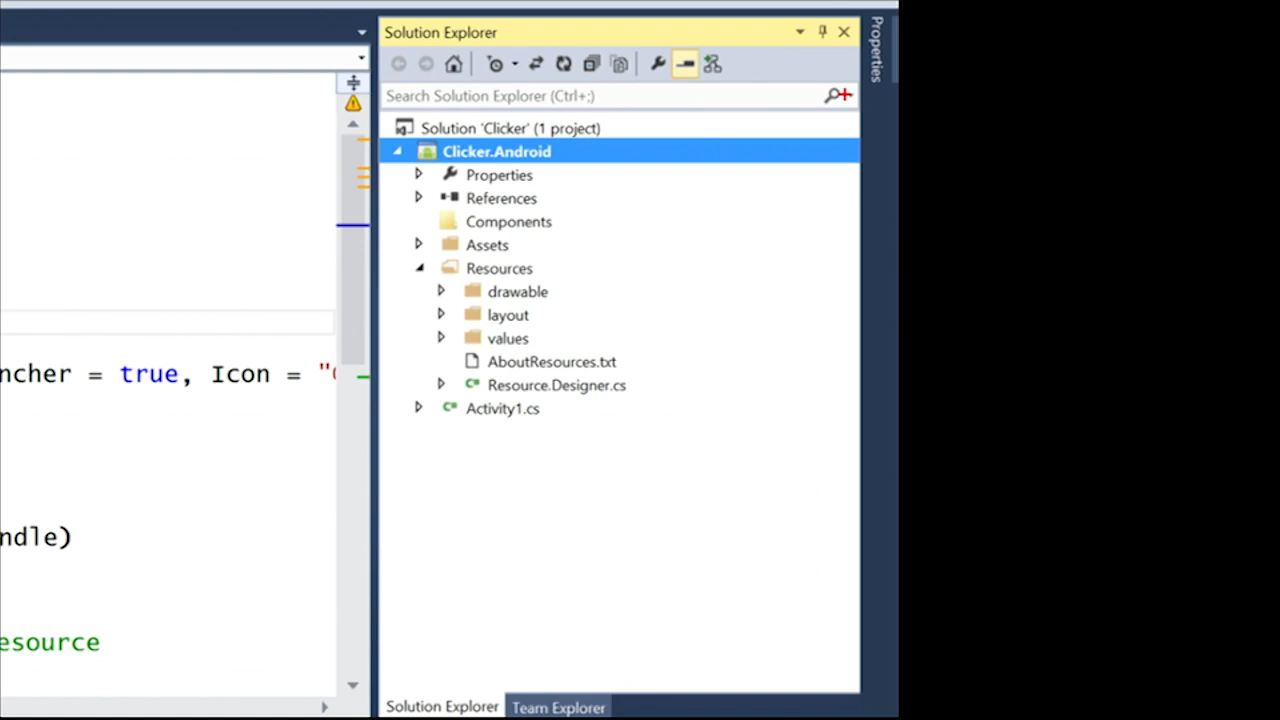 Solution Explorer
Properties
Search Solution Explorer (Ctrl+;)
Solution 'Clicker' (1 project)
Clicker.Android
Properties
References
Components
Assets
Resources
drawable
layout
values
AboutResources.txt
Resource.Designer.cs
Activity1.cs
ncher = true, Icon = "
ndle)
esource
Solution Explorer
Team Explorer